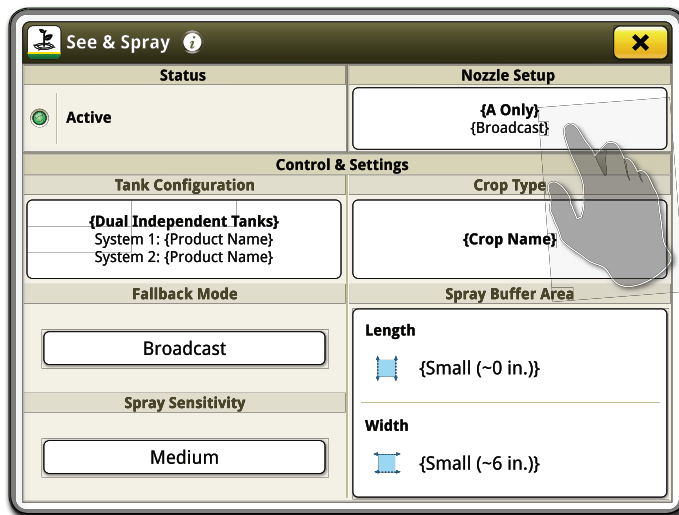 See & Spray i
Status
Nozzle Setup
Active
{A Only}
{Broadcast}
Control & Settings
Tank Configuration
Crop Type
{Dual Independent Tanks}
System 1: {Product Name}
System 2: {Product Name}
{Crop Name}
Fallback Mode
Spray Buffer Area
Broadcast
Length
{Small (~0 in.)}
Spray Sensitivity
Width
Medium
{Small (~6 in.)}